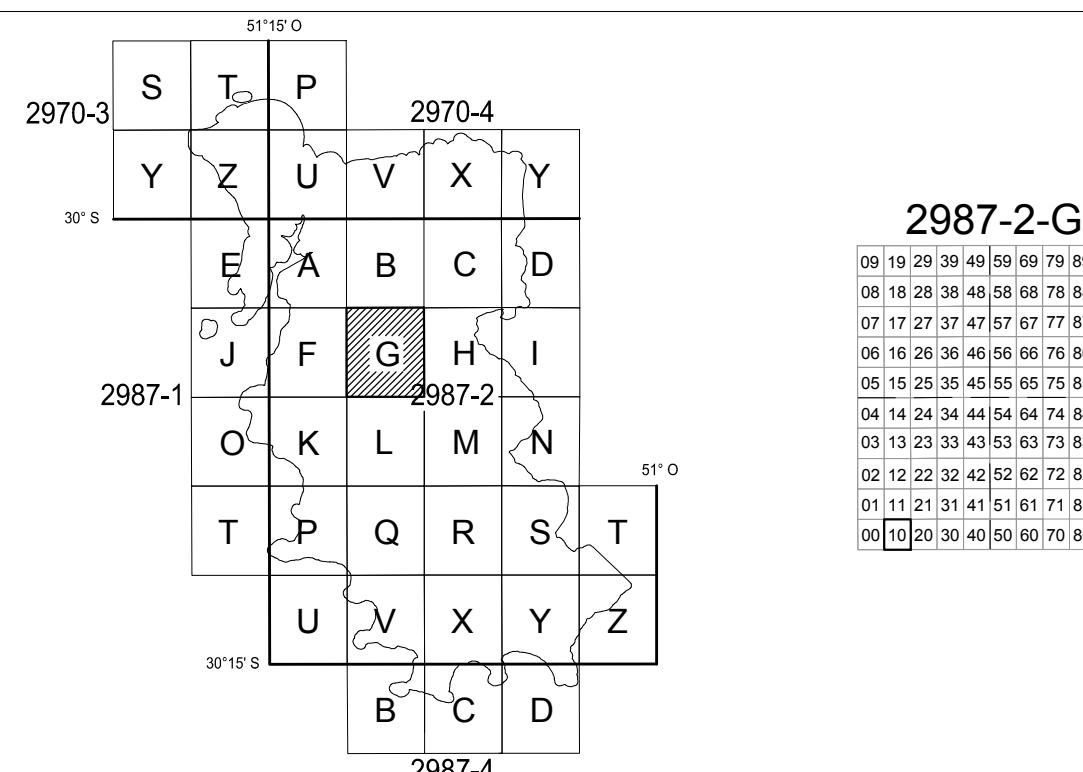 51°15' O
S T P
2970-3 2970-4
Y Z U V X Y
30° S
E A B C D
J F G H I
2987-1 2987-2
O K L M N
51° O
T P Q R S T
U V X Y Z
30°15' S
B C D
2987-4
2987-2-G
09 19 29 39 49 59 69 79
08 18 28 38 48 58 68 78
07 17 27 37 47 57 67 77
06 16 26 36 46 56 66 76
05 15 25 35 45 55 65 75
04 14 24 34 44 54 64 74
03 13 23 33 43 53 63 73
02 12 22 32 42 52 62 72
01 11 21 31 41 51 61 71
00 10 20 30 40 50 60 70